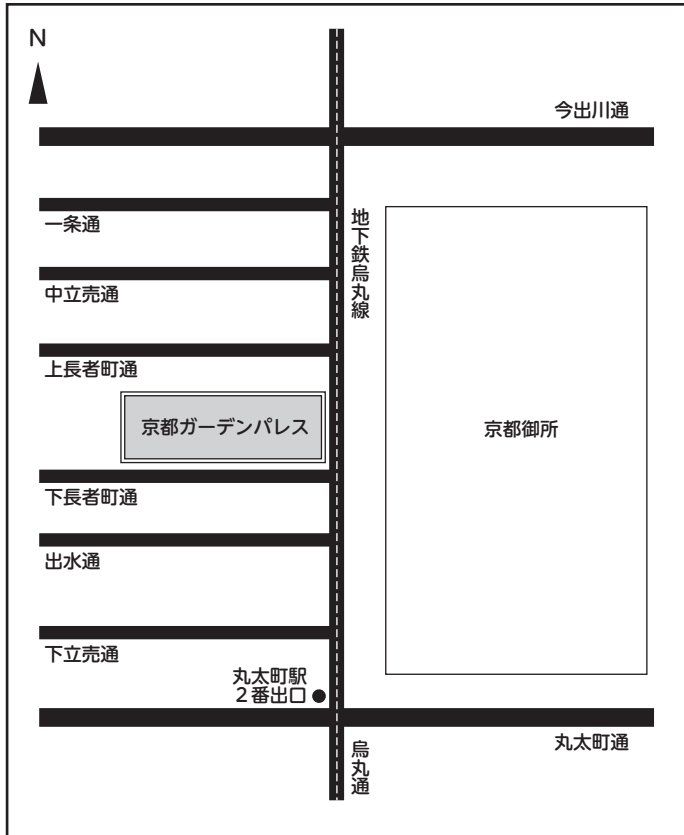 N
今出川通
一条通
地下鉄烏丸線
中立売通
上長者町通
京都ガーデンパレス
京都御所
下長者町通
出水通
下立売通
丸太町駅
2番出口
丸太町通
烏丸通